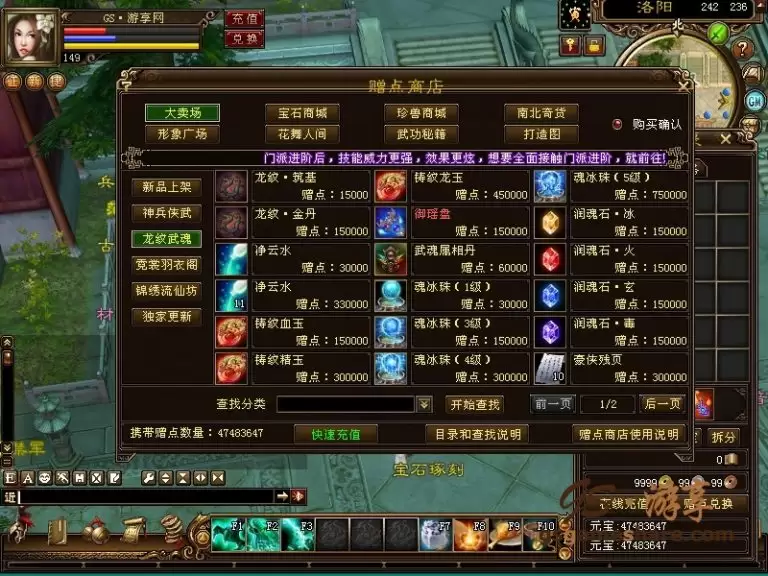 GS·游享网
充值
兑换
149
洛阳
242 236
北
GM
赠点商店
大卖场
宝石商城
珍兽商城
南北奇货
形象广场
花舞人间
武功秘籍
打造图
购买确认
门派进阶后，技能威力更强，效果更炫，想要全面接触门派进阶，就前往!
新品上架
神兵侠武
龙纹武魂
霓裳羽衣阁
锦绣流仙坊
独家更新
龙纹·筑基
赠点：15000
铸纹龙玉
赠点：450000
魂冰珠（5级）
赠点：750000
龙纹·金丹
赠点：150000
御瑶盘
赠点：150000
润魂石·冰
赠点：150000
净云水
赠点：30000
武魂属相丹
赠点：60000
润魂石·火
赠点：150000
11
净云水
赠点：330000
魂冰珠（1级）
赠点：30000
润魂石·玄
赠点：150000
铸纹血玉
赠点：150000
魂冰珠（3级）
赠点：150000
润魂石·毒
赠点：150000
铸纹精玉
赠点：300000
魂冰珠（4级）
赠点：300000
10
豪侠残页
赠点：300000
查找分类
开始查找
前一页
1/2
后一页
携带赠点数量：47483647
快速充值
目录和查找说明
赠点商店使用说明
拆分
兵
古
材
禁军
宝石琢刻
近
元宝:47483647
元宝:47483647
F1 F2 F3 F7 F8 F9 F10